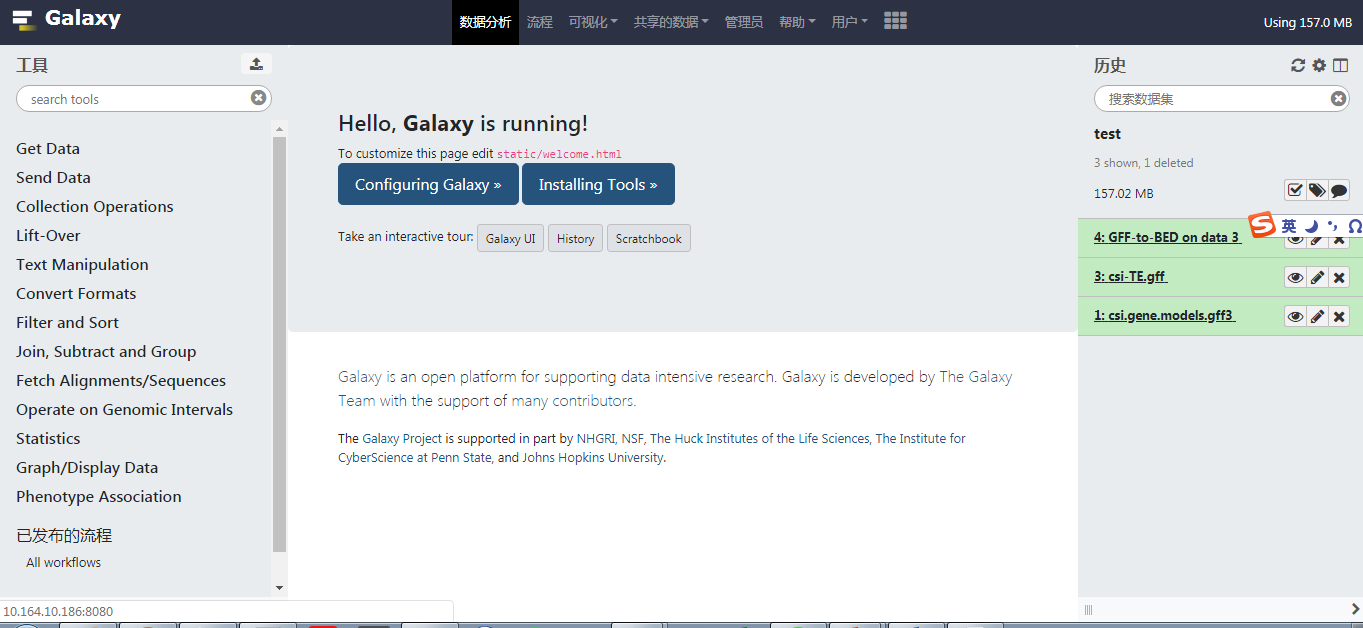 Galaxy
数据分析 流程 可视化 共享的数据 管理员 帮助 用户
Using 157.0 MB
工具
search tools
Get Data
Send Data
Collection Operations
Lift-Over
Text Manipulation
Convert Formats
Filter and Sort
Join, Subtract and Group
Fetch Alignments/Sequences
Operate on Genomic Intervals
Statistics
Graph/Display Data
Phenotype Association
已发布的流程
All workflows
10.164.10.186:8080
Hello, Galaxy is running!
To customize this page edit static/welcome.html
Configuring Galaxy » Installing Tools »
Take an interactive tour: Galaxy UI History Scratchbook
Galaxy is an open platform for supporting data intensive research. Galaxy is developed by The Galaxy
Team with the support of many contributors.
The Galaxy Project is supported in part by NHGRI, NSF, The Huck Institutes of the Life Sciences, The Institute for
CyberScience at Penn State, and Johns Hopkins University.
历史
搜索数据集
test
3 shown, 1 deleted
157.02 MB
英
4: GFF-to-BED on data 3
3: csi-TE.gff
1: csi.gene.models.gff3